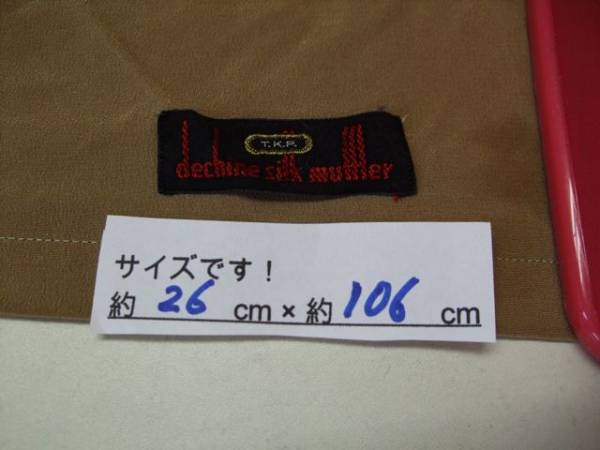 T.K.P.
dechine silk muffler
サイズです！
約 26 cm × 約 106 cm